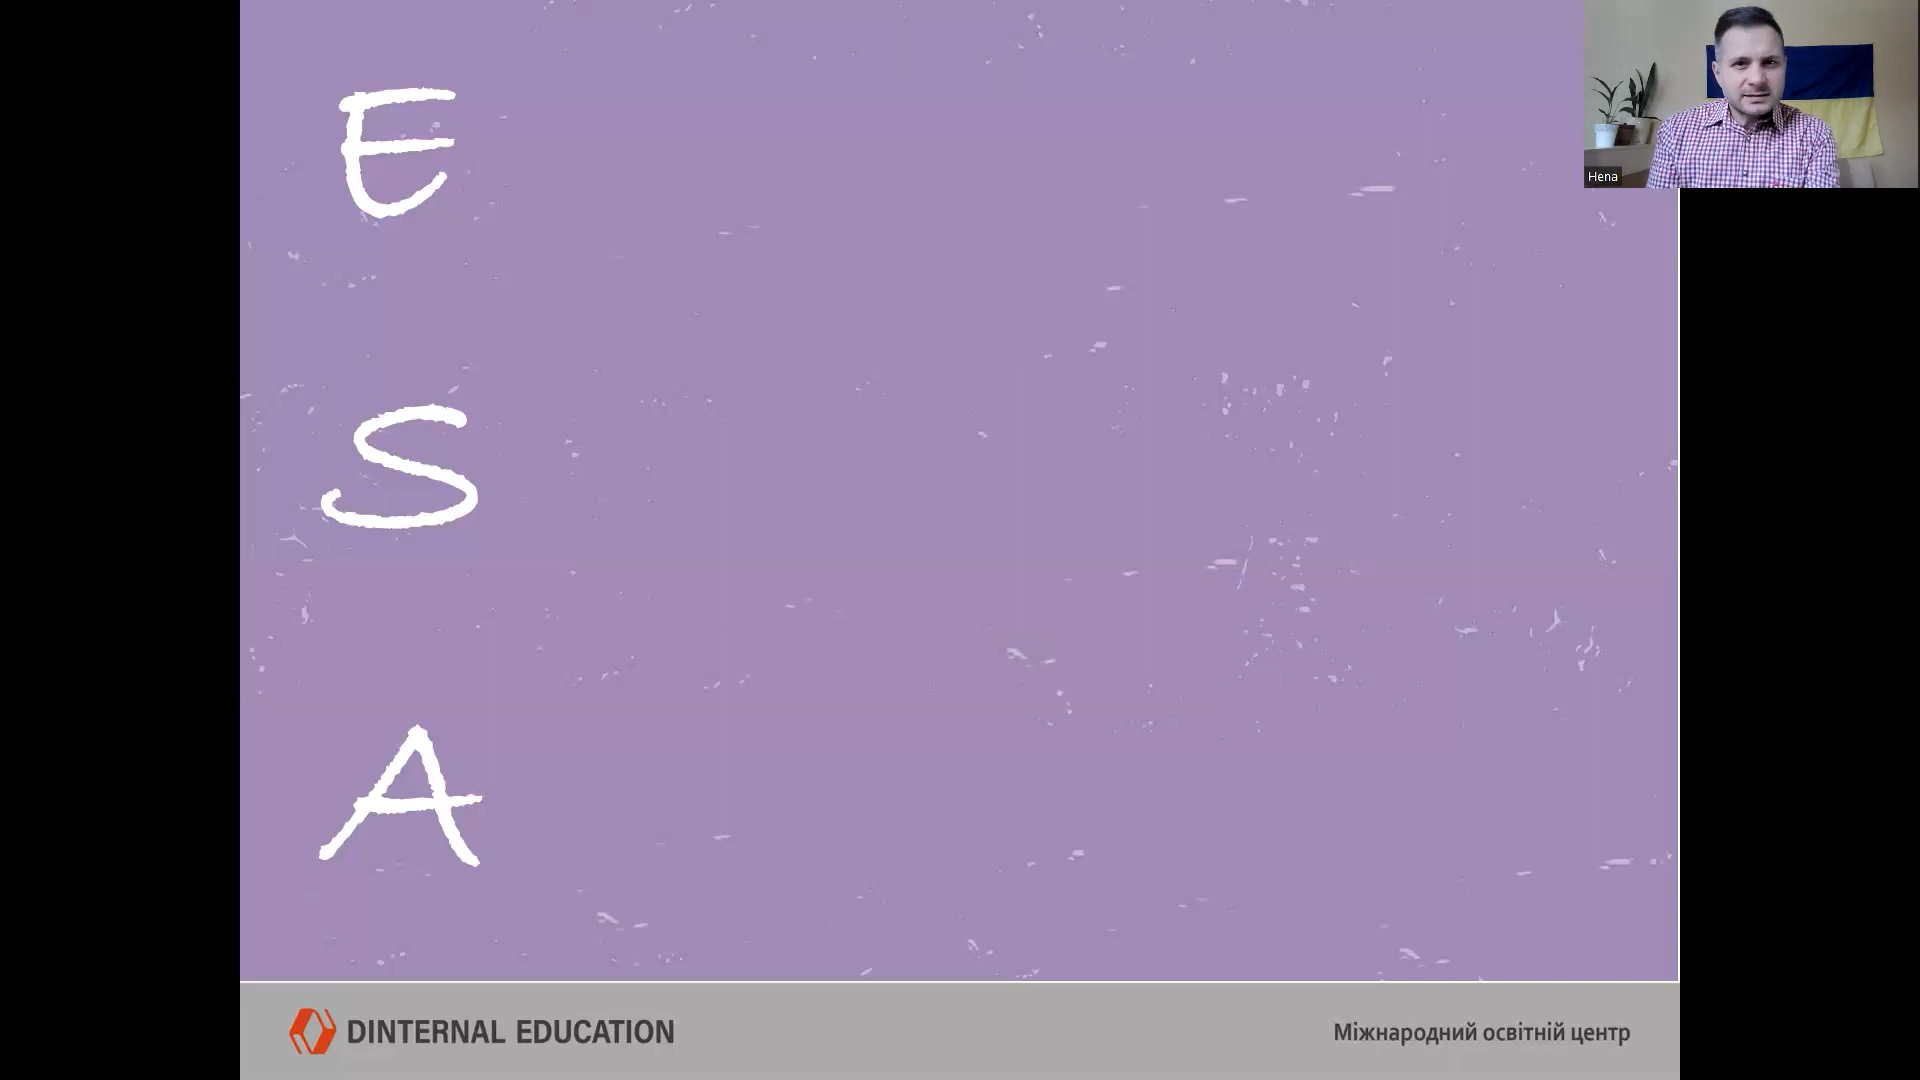 E
Hena
S
A
DINTERNAL EDUCATION
Міжнародний освітній центр